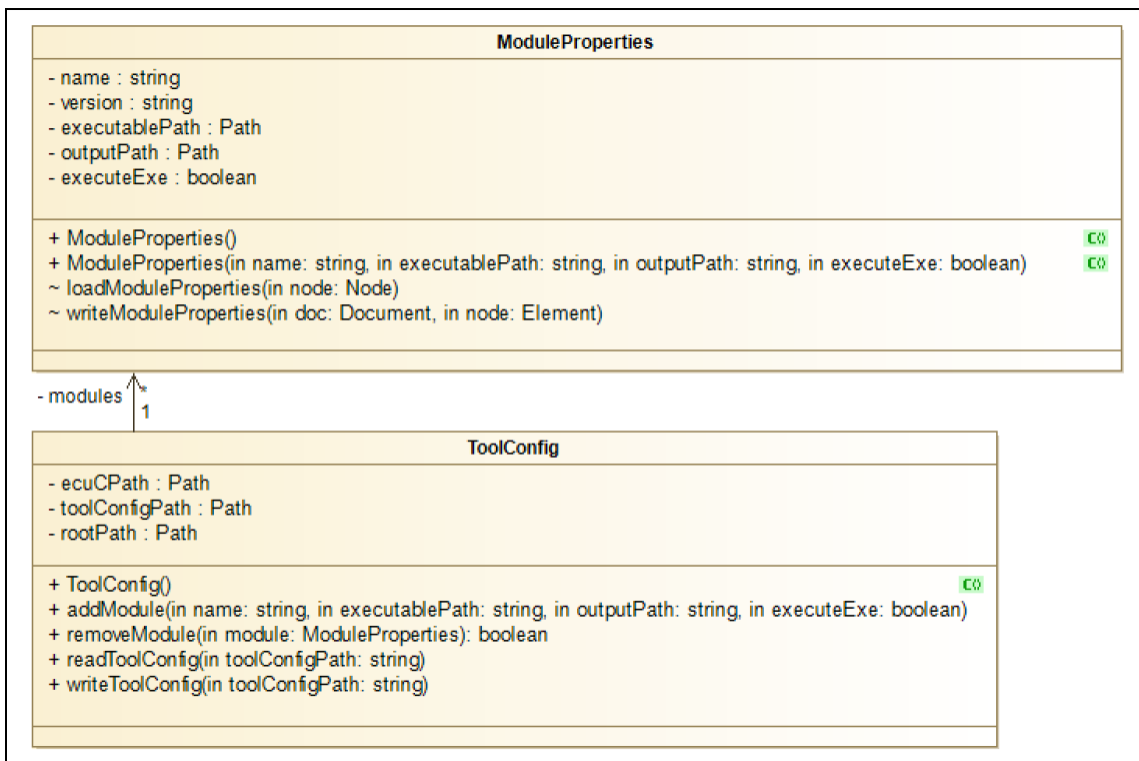 ModuleProperties
- name : string
- version : string
- executablePath : Path
- outputPath : Path
- executeExe : boolean
+ ModuleProperties() C()
+ ModuleProperties(in name: string, in executablePath: string, in outputPath: string, in executeExe: boolean) C()
~ loadModuleProperties(in node: Node)
~ writeModuleProperties(in doc: Document, in node: Element)
- modules *
1
ToolConfig
- ecuCPath : Path
- toolConfigPath : Path
- rootPath : Path
+ ToolConfig() C()
+ addModule(in name: string, in executablePath: string, in outputPath: string, in executeExe: boolean)
+ removeModule(in module: ModuleProperties): boolean
+ readToolConfig(in toolConfigPath: string)
+ writeToolConfig(in toolConfigPath: string)